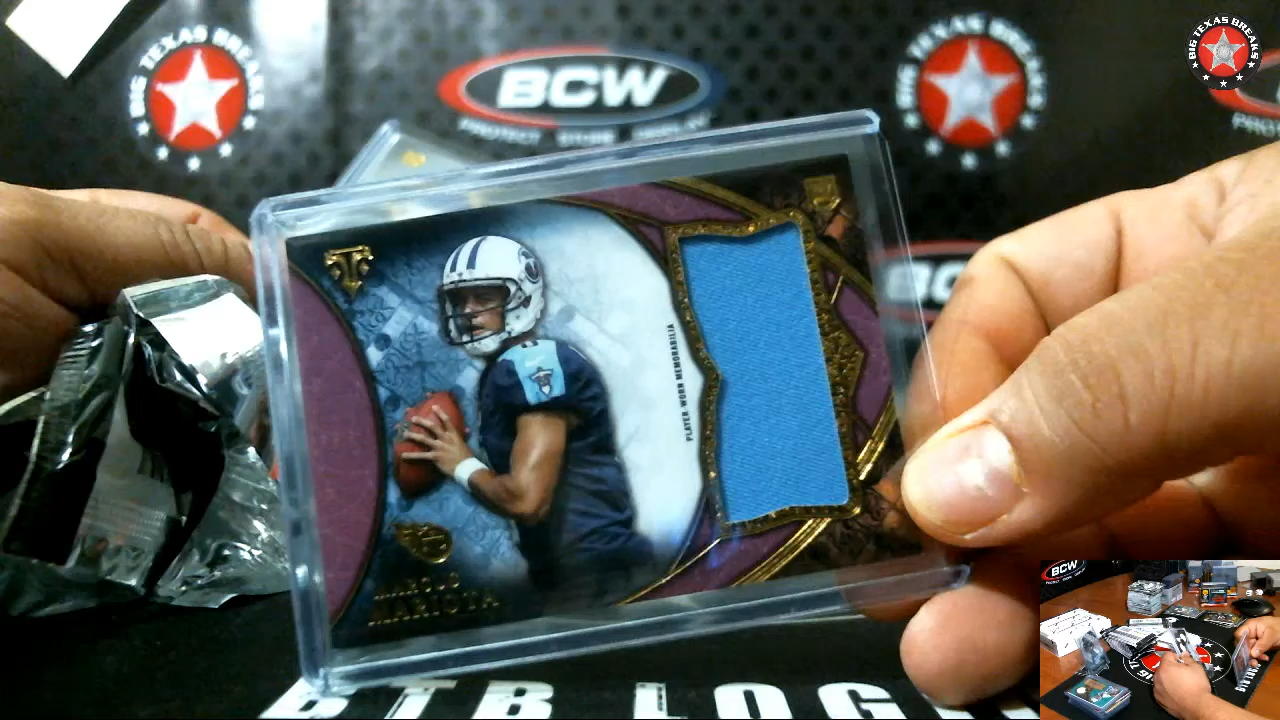 BIG TEXAS BREAKS
BCW
PROTECT STORE DISPLAY
BIG TEXAS BREAKS
BIG TEXAS BREAKS
PLAYER-WORN MEMORABILIA
MARCUS
MARIOTA
BTB LOG
BCW